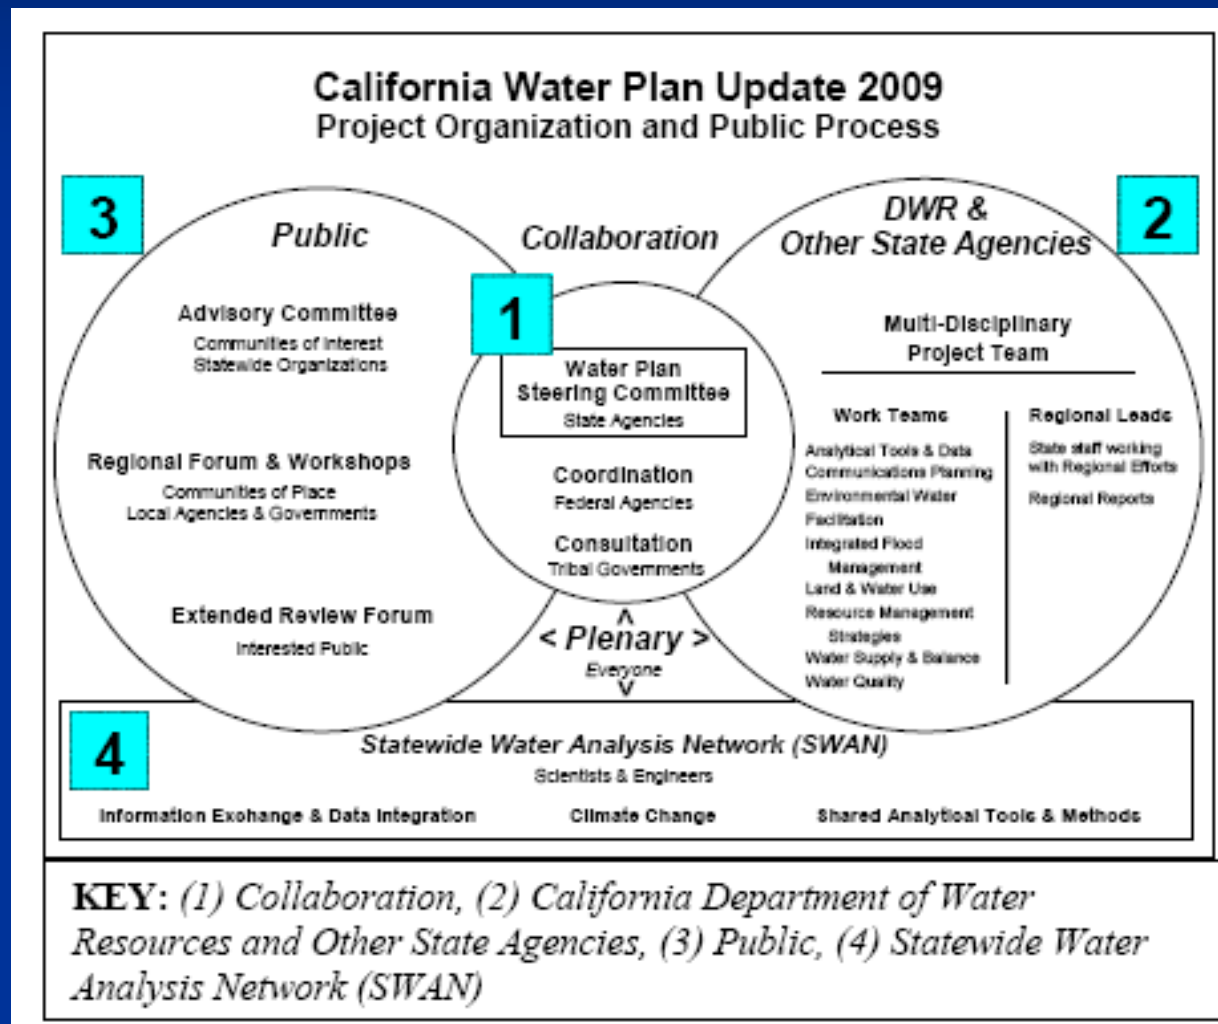 California Water Plan Update 2009
Project Organization and Public Process
3
Public
Advisory Committee
Communities of Interest
Statewide Organizations
Regional Forum & Workshops
Communities of Place
Local Agencies & Governments
Extended Review Forum
Interested Public
Collaboration
1
Water Plan
Steering Committee
State Agencies
Coordination
Federal Agencies
Consultation
Tribal Governments
< Plenary >
Everyone
2
DWR &
Other State Agencies
Multi-Disciplinary
Project Team
Work Teams
Analytical Tools & Data
Communications Planning
Environmental Water
Facilitation
Integrated Flood
Management
Land & Water Use
Resource Management
Strategies
Water Supply & Balance
Water Quality
Regional Leads
State staff working
with Regional Efforts
Regional Reports
4
Statewide Water Analysis Network (SWAN)
Scientists & Engineers
Information Exchange & Data Integration
Climate Change
Shared Analytical Tools & Methods
KEY: (1) Collaboration, (2) California Department of Water
Resources and Other State Agencies, (3) Public, (4) Statewide Water
Analysis Network (SWAN)